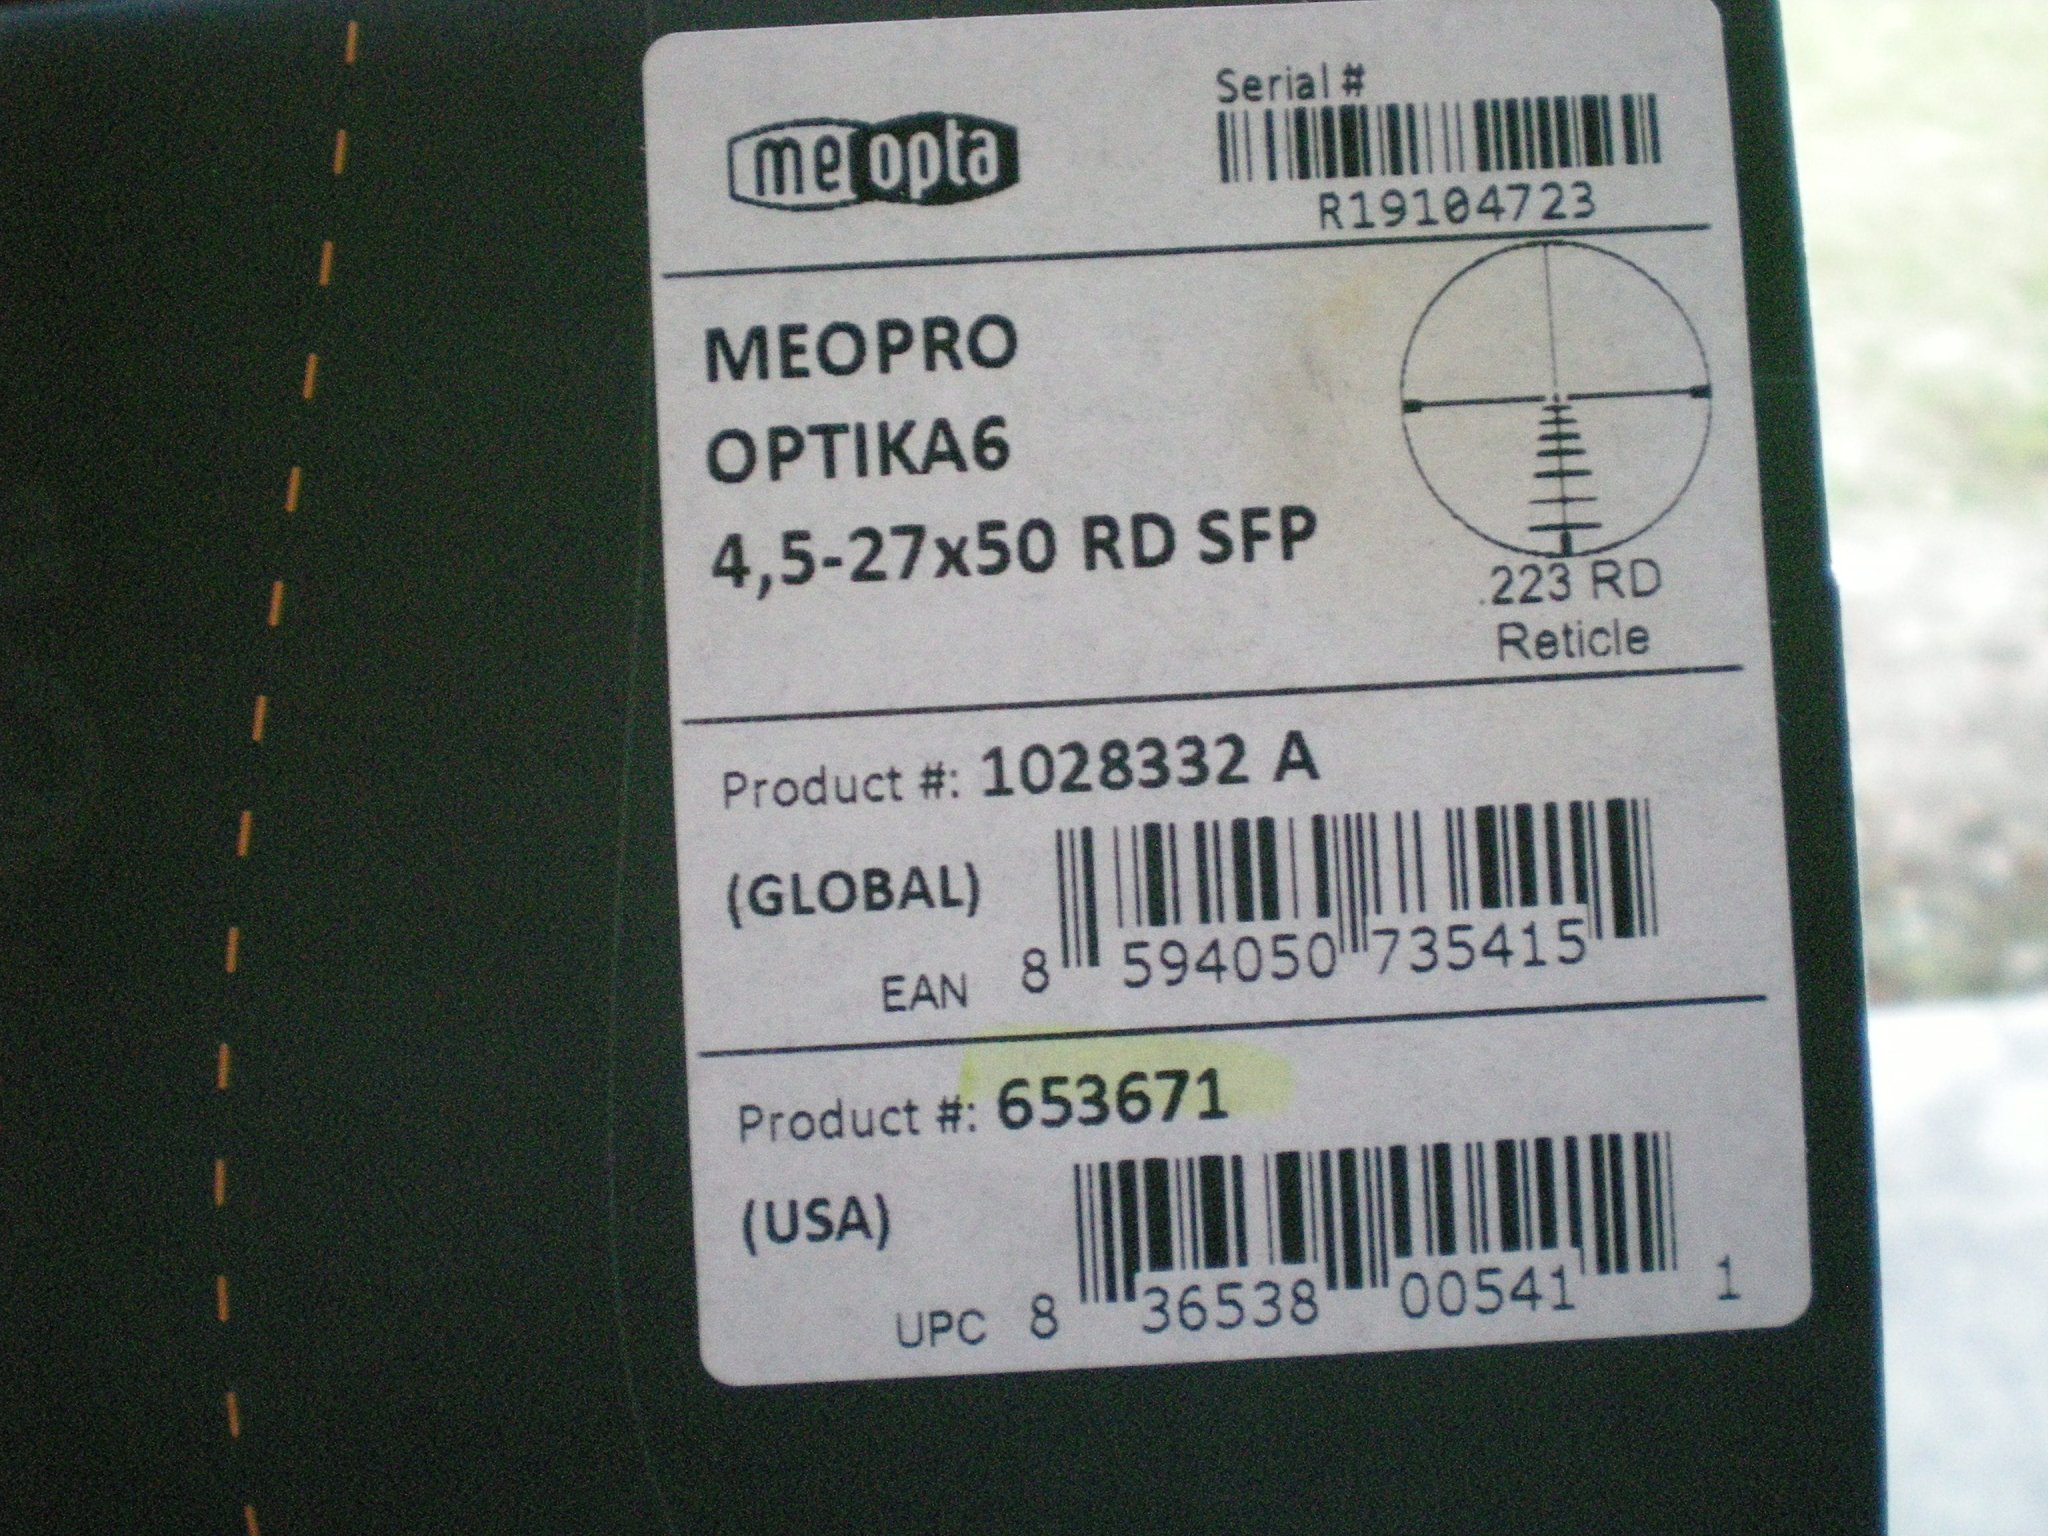 meopta
Serial #
R19104723
MEOPRO
OPTIKA6
4,5-27x50 RD SFP
.223 RD
Reticle
Product #: 1028332 A
(GLOBAL)
EAN 8 594050 735415
Product #: 653671
(USA)
UPC 8 36538 00541 1